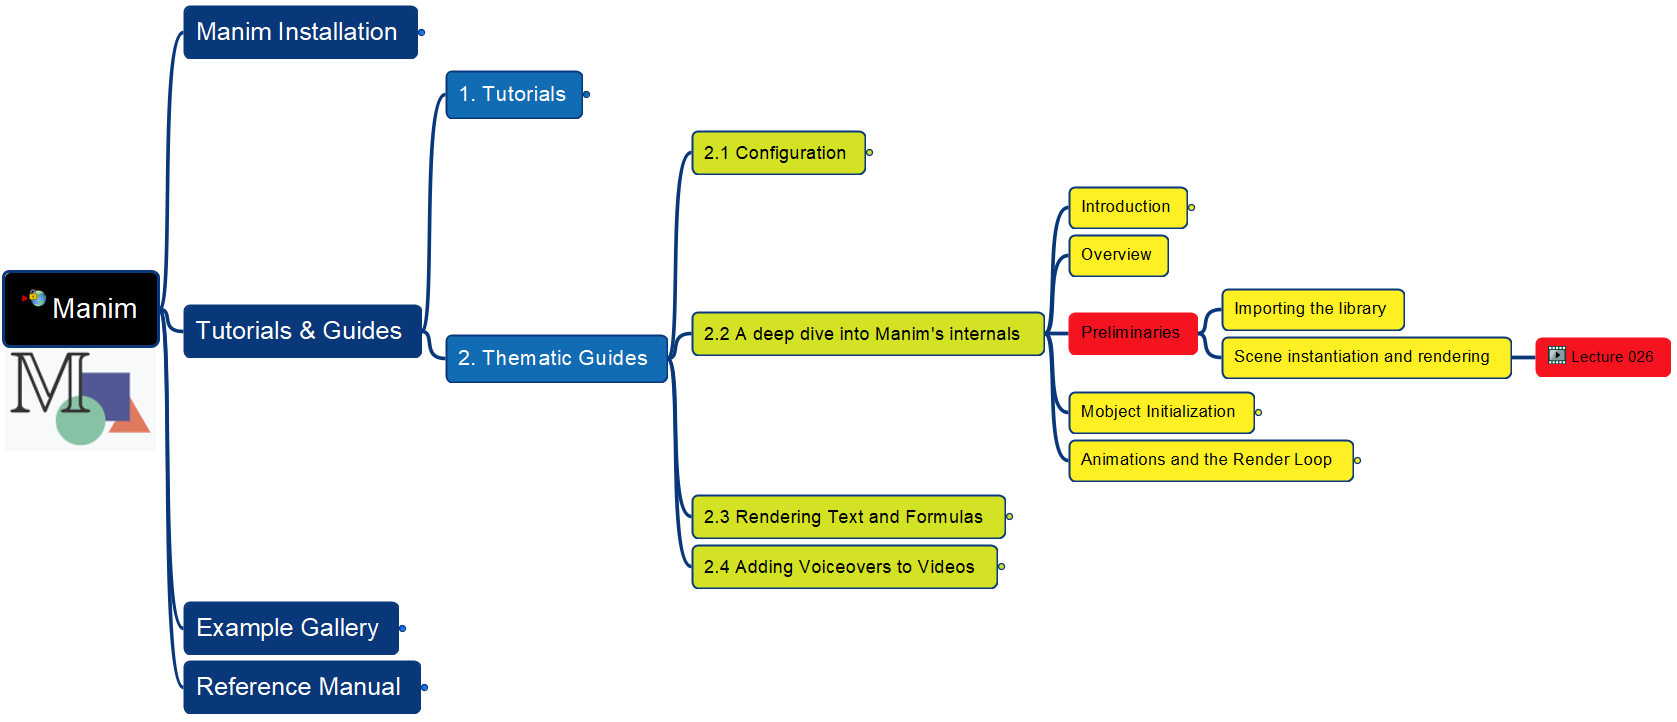 Manim Installation
1. Tutorials
2.1 Configuration
Introduction
Overview
Manim
Importing the library
Tutorials & Guides
2.2 A deep dive into Manim's internals
Preliminaries
2. Thematic Guides
Scene instantiation and rendering
Lecture 026
M
Mobject Initialization
Animations and the Render Loop
2.3 Rendering Text and Formulas
2.4 Adding Voiceovers to Videos
Example Gallery
Reference Manual